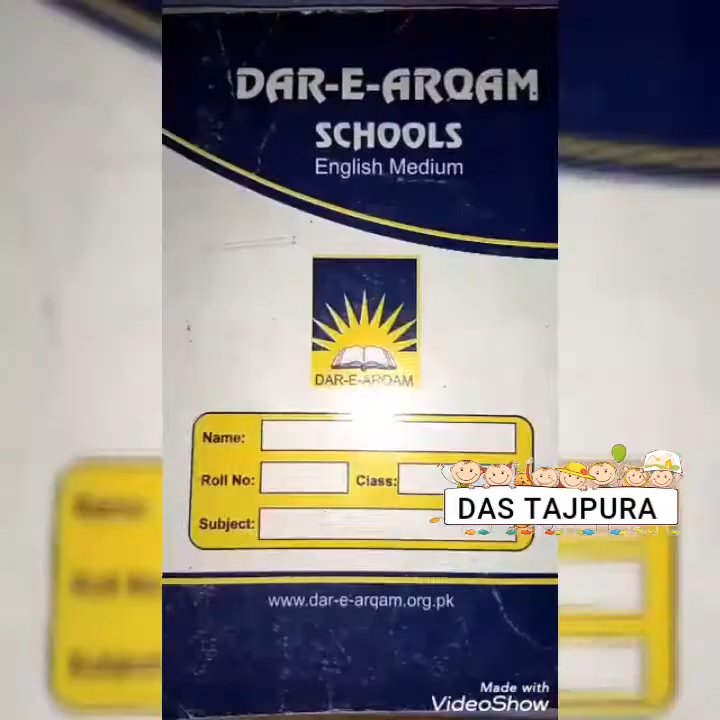 DAR-E-ARQAM
SCHOOLS
English Medium
DAR-E-ARQAM
Name:
Roll No:
Class:
Subject:
DAS TAJPURA
www.dar-e-arqam.org.pk
Made with
VideoShow